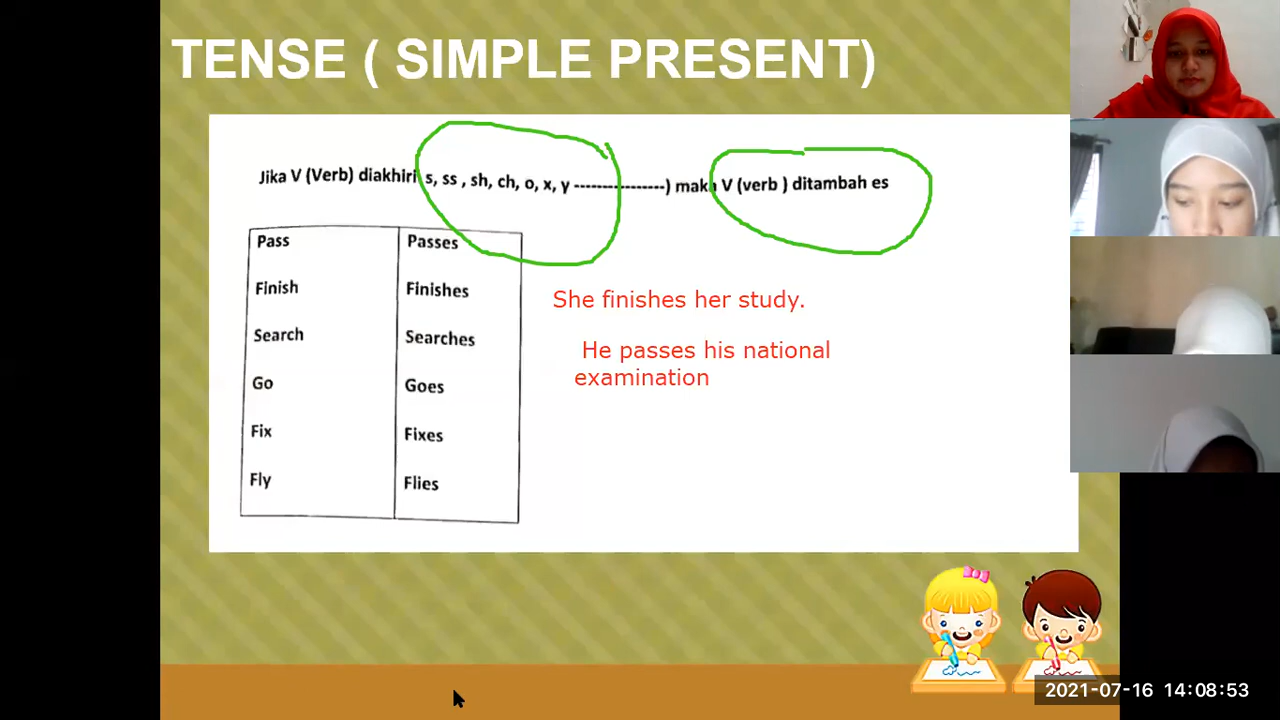 TENSE ( SIMPLE PRESENT)
Jika V (Verb) diakhiri s, ss , sh, ch, o, x, y ----------------) maka V (verb ) ditambah es
Pass Passes
Finish Finishes
Search Searches
Go Goes
Fix Fixes
Fly Flies
She finishes her study.
He passes his national
examination
2021-07-16 14:08:53